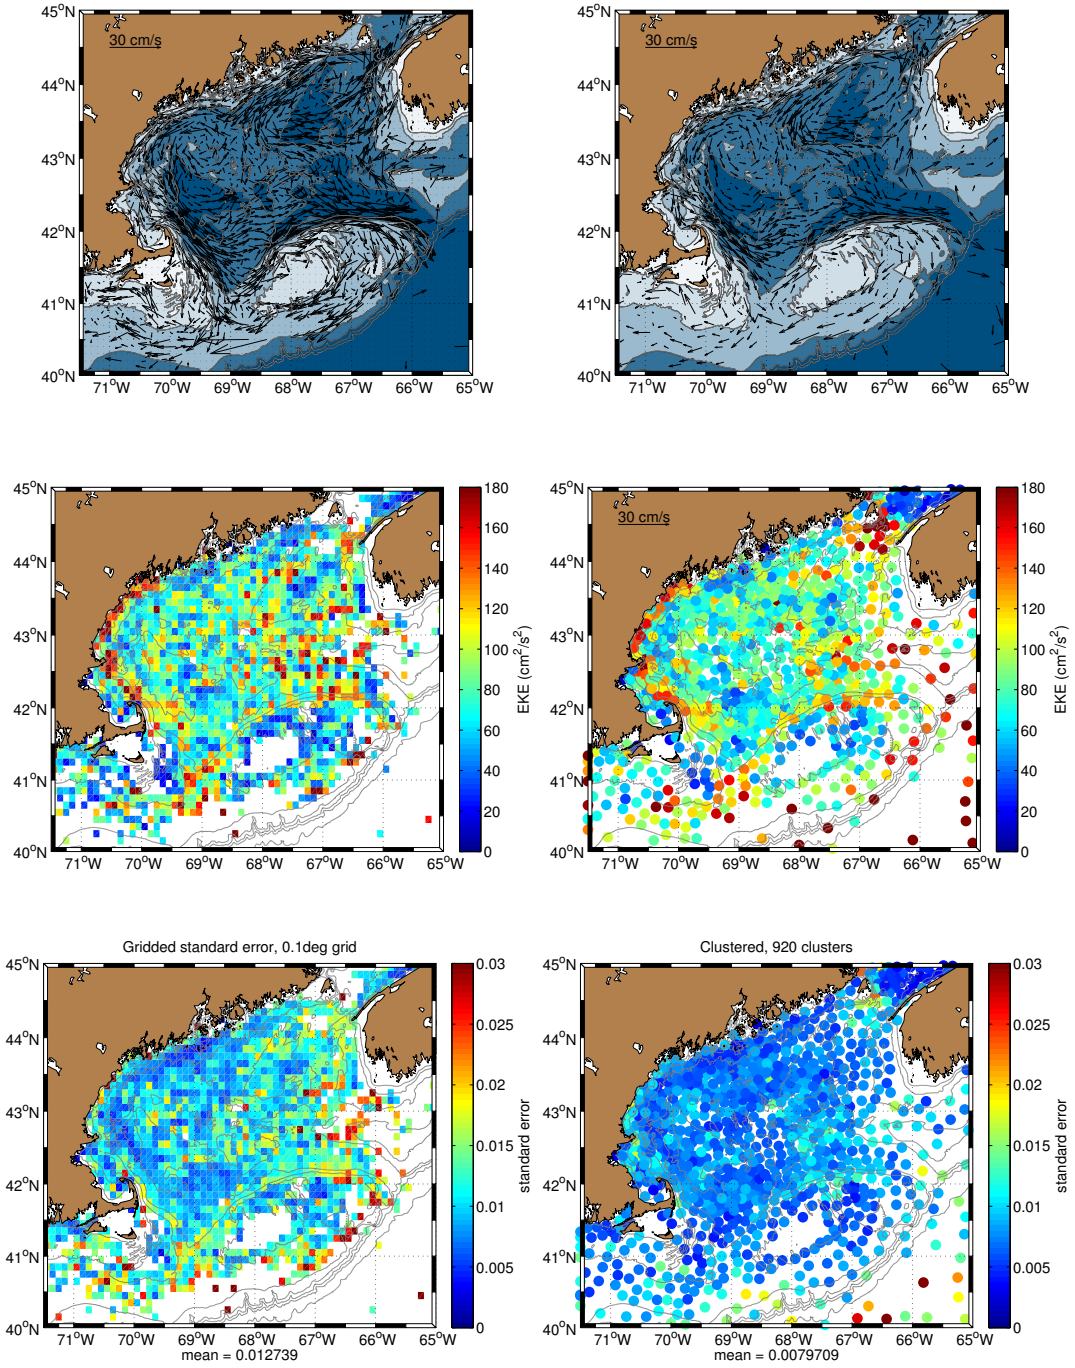 45°N
44°N
43°N
42°N
41°N
40°N
71°W 70°W 69°W 68°W 67°W 66°W 65°W
30 cm/s
45°N
44°N
43°N
42°N
41°N
40°N
71°W 70°W 69°W 68°W 67°W 66°W 65°W
30 cm/s
45°N
44°N
43°N
42°N
41°N
40°N
71°W 70°W 69°W 68°W 67°W 66°W 65°W
180
160
140
120
100
80
60
40
20
0
EKE (cm²/s²)
45°N
44°N
43°N
42°N
41°N
40°N
30 cm/s
71°W 70°W 69°W 68°W 67°W 66°W 65°W
180
160
140
120
100
80
60
40
20
0
EKE (cm²/s²)
Gridded standard error, 0.1deg grid
45°N
44°N
43°N
42°N
41°N
40°N
71°W 70°W 69°W 68°W 67°W 66°W 65°W
mean = 0.012739
0.03
0.025
0.02
0.015
0.01
0.005
0
standard error
Clustered, 920 clusters
45°N
44°N
43°N
42°N
41°N
40°N
71°W 70°W 69°W 68°W 67°W 66°W 65°W
mean = 0.0079709
0.03
0.025
0.02
0.015
0.01
0.005
0
standard error